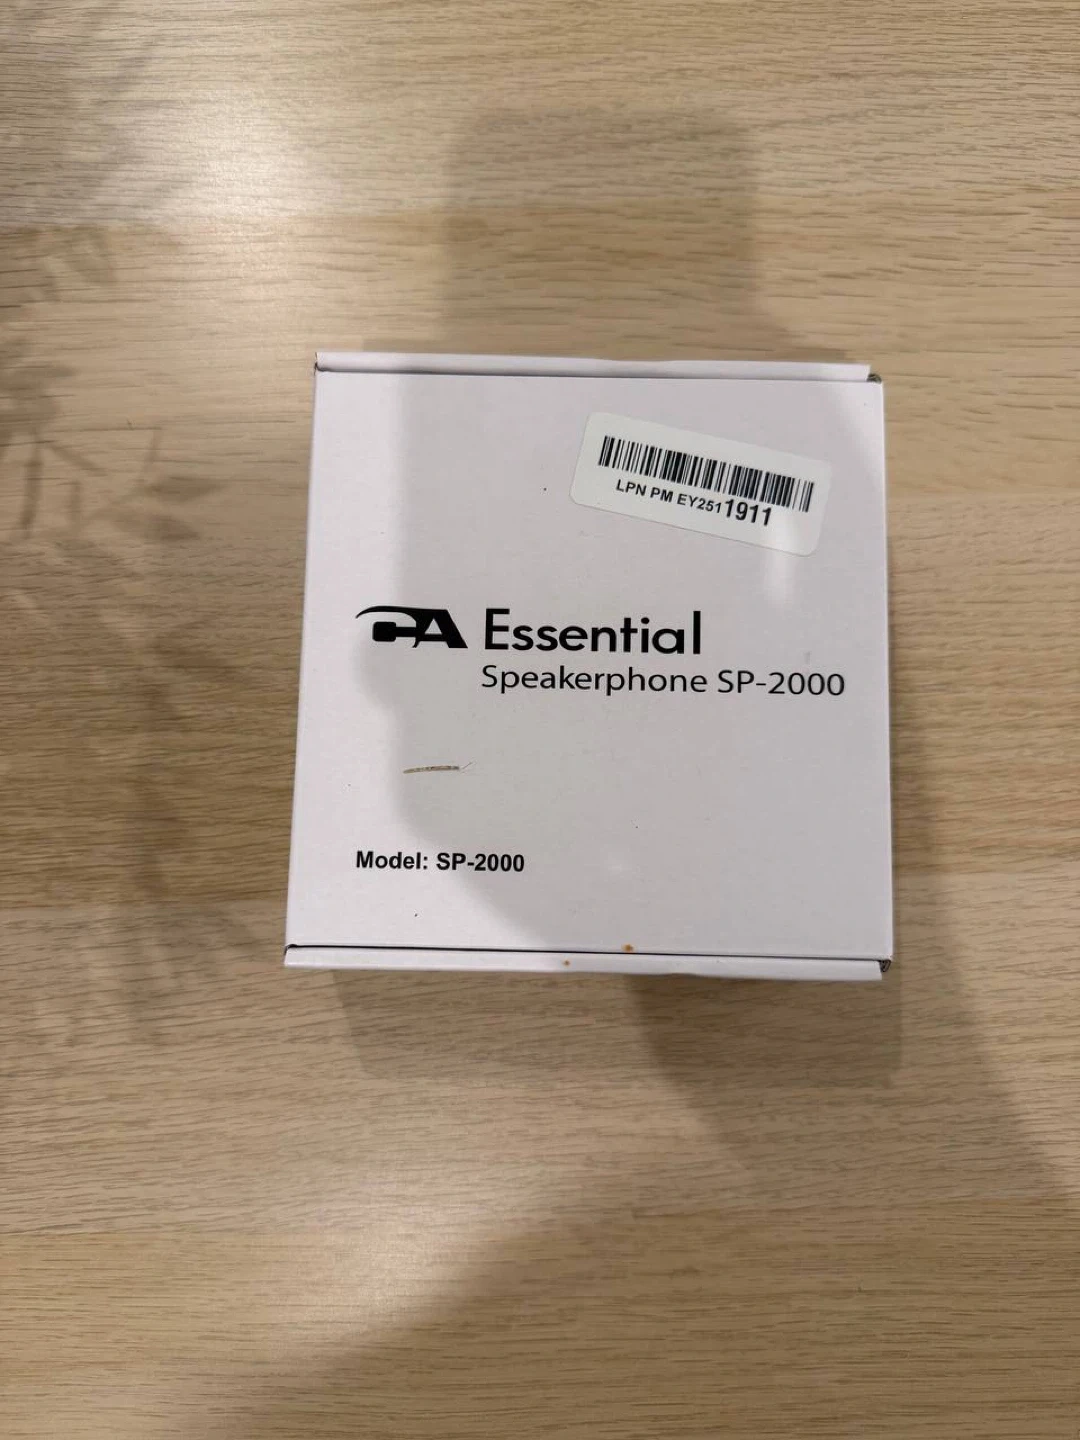 LPN PM EY2511911
CA Essential
Speakerphone SP-2000
Model: SP-2000